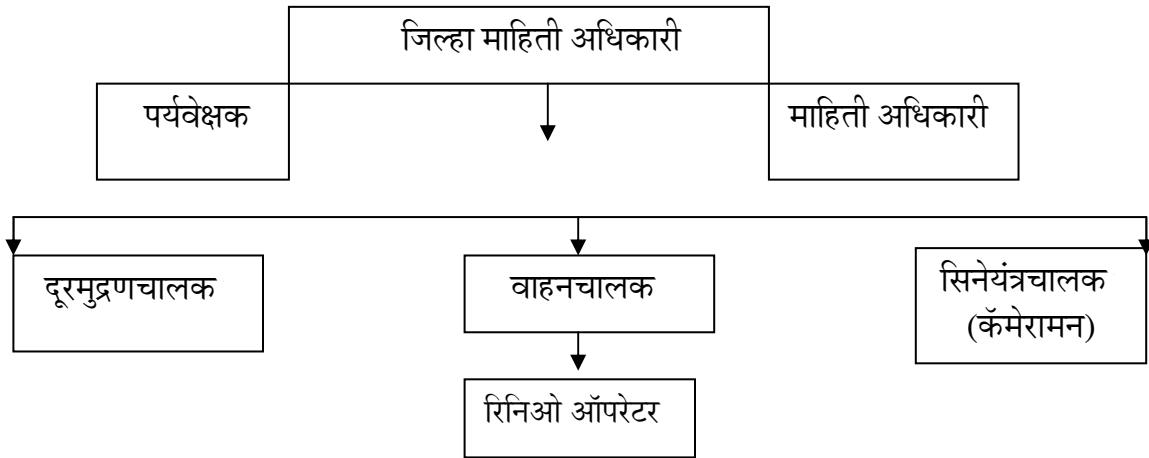 जिल्हा माहिती अधिकारी
पर्यवेक्षक
माहिती अधिकारी
दूरमुद्रणचालक
वाहनचालक
सिनेयंत्रचालक
(कॅमेरामन)
रिनिओ ऑपरेटर